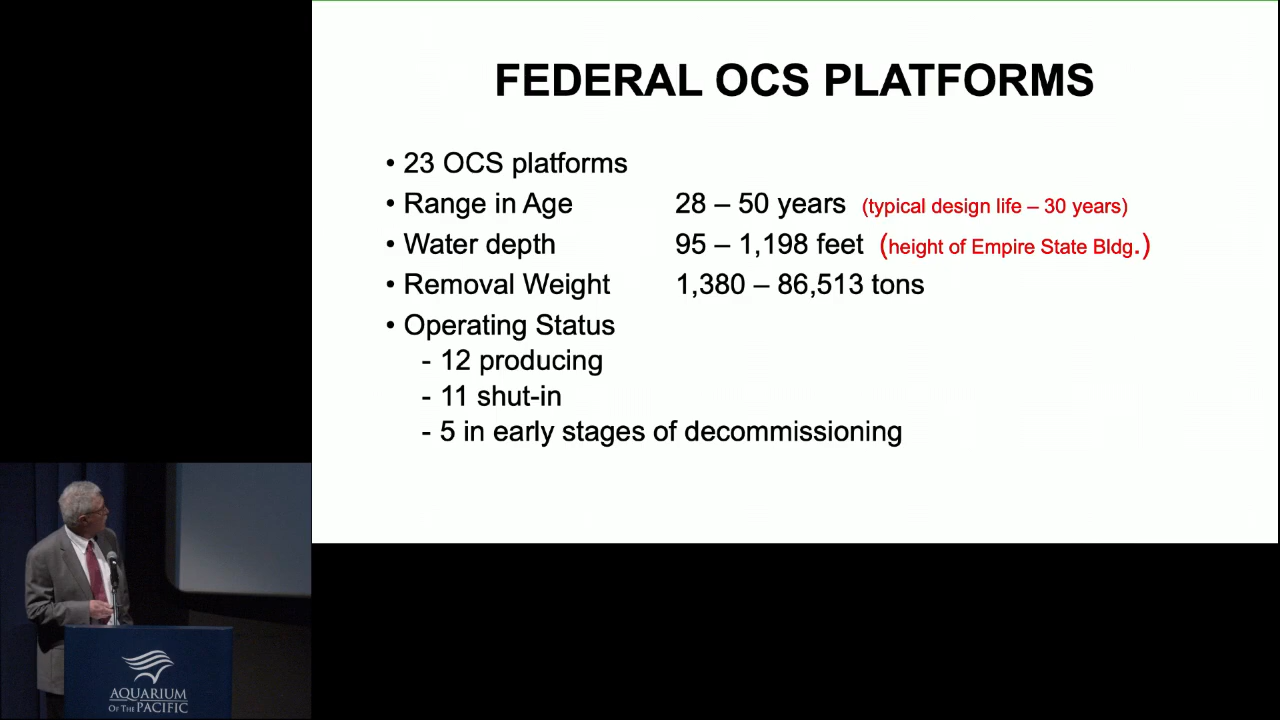 FEDERAL OCS PLATFORMS
• 23 OCS platforms
• Range in Age 28 – 50 years (typical design life – 30 years)
• Water depth 95 – 1,198 feet (height of Empire State Bldg.)
• Removal Weight 1,380 – 86,513 tons
• Operating Status
- 12 producing
- 11 shut-in
- 5 in early stages of decommissioning
AQUARIUM
OF THE PACIFIC